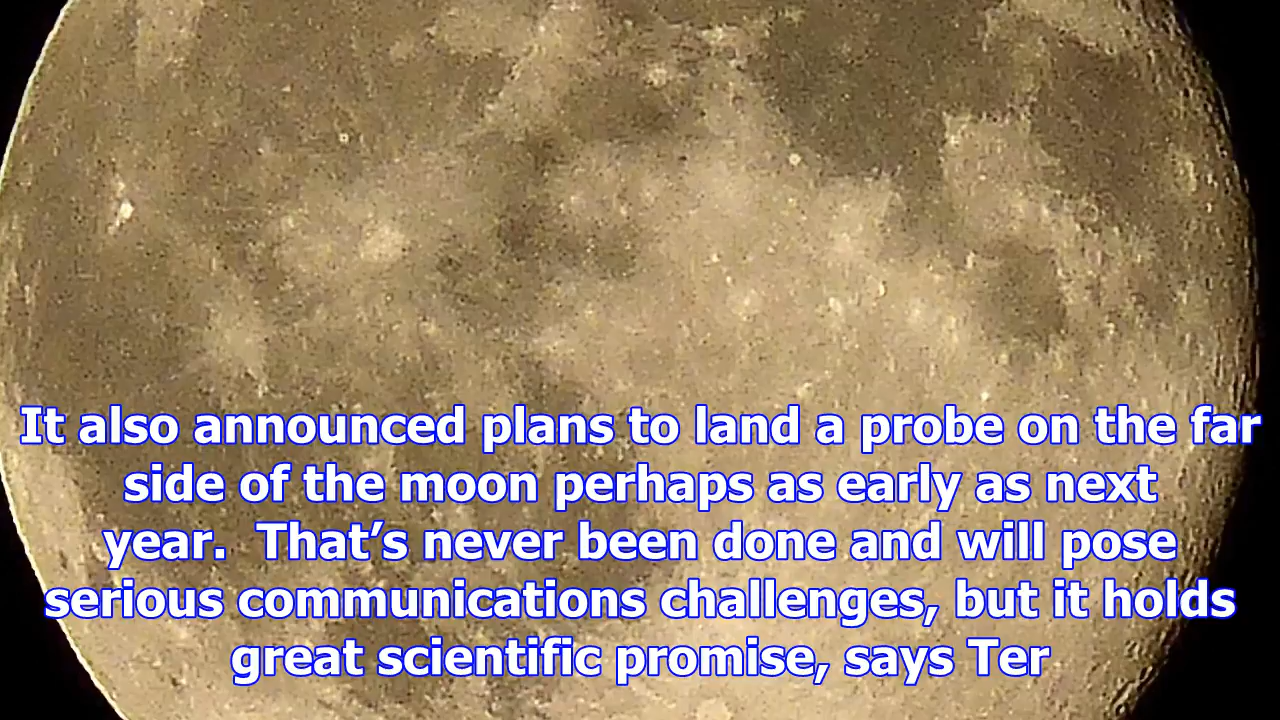 It also announced plans to land a probe on the far
side of the moon perhaps as early as next
year.  That’s never been done and will pose
serious communications challenges, but it holds
great scientific promise, says Ter